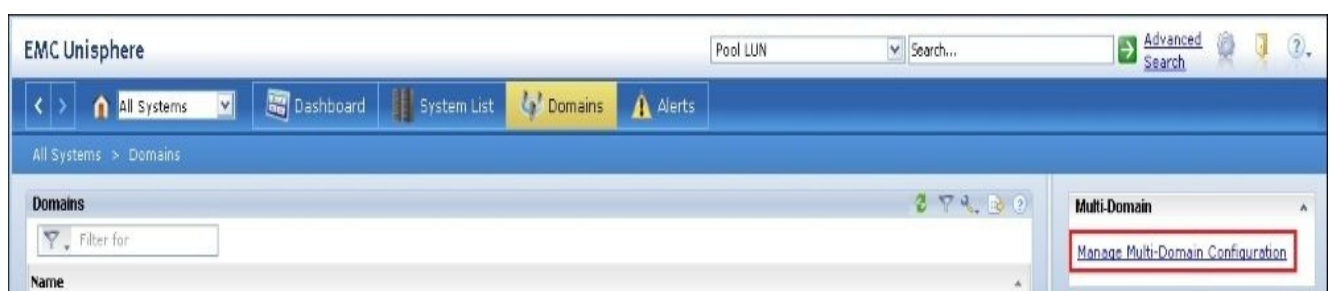 EMC Unisphere
Pool LUN
Search...
Advanced Search
All Systems
Dashboard
System List
Domains
Alerts
All Systems > Domains
Domains
Filter for
Name
Multi-Domain
Manage Multi-Domain Configuration